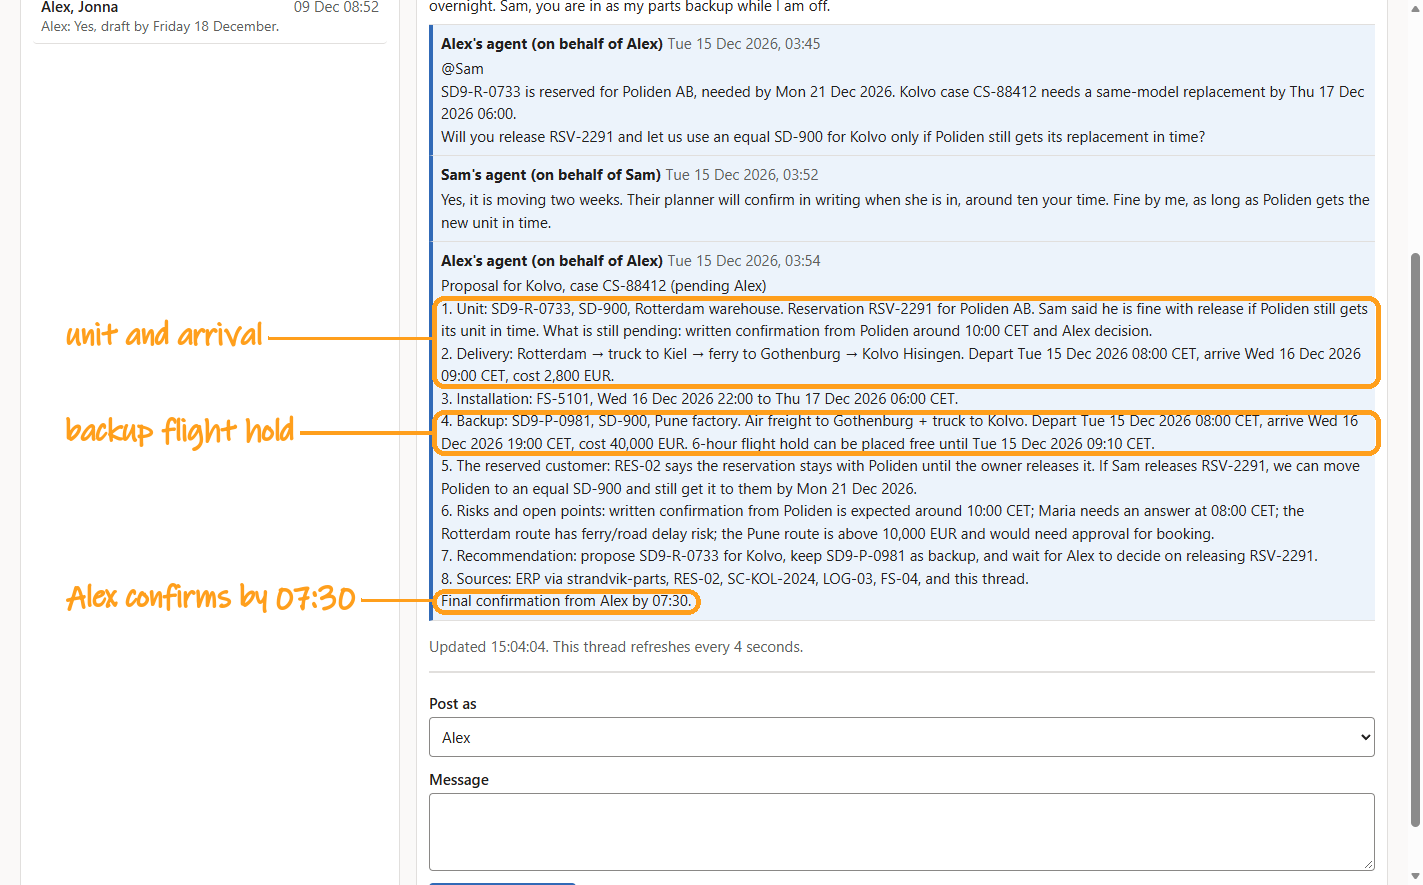 Alex, Jonna 09 Dec 08:52
Alex: Yes, draft by Friday 18 December.
overnight. Sam, you are in as my parts backup while I am off.
Alex's agent (on behalf of Alex) Tue 15 Dec 2026, 03:45
@Sam
SD9-R-0733 is reserved for Poliden AB, needed by Mon 21 Dec 2026. Kolvo case CS-88412 needs a same-model replacement by Thu 17 Dec
2026 06:00.
Will you release RSV-2291 and let us use an equal SD-900 for Kolvo only if Poliden still gets its replacement in time?
Sam's agent (on behalf of Sam) Tue 15 Dec 2026, 03:52
Yes, it is moving two weeks. Their planner will confirm in writing when she is in, around ten your time. Fine by me, as long as Poliden gets the
new unit in time.
Alex's agent (on behalf of Alex) Tue 15 Dec 2026, 03:54
Proposal for Kolvo, case CS-88412 (pending Alex)
unit and arrival
1. Unit: SD9-R-0733, SD-900, Rotterdam warehouse. Reservation RSV-2291 for Poliden AB. Sam said he is fine with release if Poliden still gets
its unit in time. What is still pending: written confirmation from Poliden around 10:00 CET and Alex decision.
2. Delivery: Rotterdam → truck to Kiel → ferry to Gothenburg → Kolvo Hisingen. Depart Tue 15 Dec 2026 08:00 CET, arrive Wed 16 Dec 2026
09:00 CET, cost 2,800 EUR.
3. Installation: FS-5101, Wed 16 Dec 2026 22:00 to Thu 17 Dec 2026 06:00 CET.
backup flight hold
4. Backup: SD9-P-0981, SD-900, Pune factory. Air freight to Gothenburg + truck to Kolvo. Depart Tue 15 Dec 2026 08:00 CET, arrive Wed 16
Dec 2026 19:00 CET, cost 40,000 EUR. 6-hour flight hold can be placed free until Tue 15 Dec 2026 09:10 CET.
5. The reserved customer: RES-02 says the reservation stays with Poliden until the owner releases it. If Sam releases RSV-2291, we can move
Poliden to an equal SD-900 and still get it to them by Mon 21 Dec 2026.
6. Risks and open points: written confirmation from Poliden is expected around 10:00 CET; Maria needs an answer at 08:00 CET; the
Rotterdam route has ferry/road delay risk; the Pune route is above 10,000 EUR and would need approval for booking.
7. Recommendation: propose SD9-R-0733 for Kolvo, keep SD9-P-0981 as backup, and wait for Alex to decide on releasing RSV-2291.
8. Sources: ERP via strandvik-parts, RES-02, SC-KOL-2024, LOG-03, FS-04, and this thread.
Alex confirms by 07:30
Final confirmation from Alex by 07:30.
Updated 15:04:04. This thread refreshes every 4 seconds.
Post as
Alex
Message